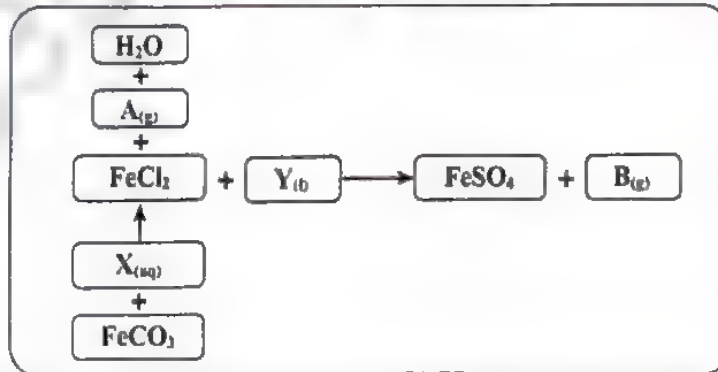 H₂O
+
A(g)
+
FeCl₂ + Y(l) → FeSO₄ + B(g)
↑
X(aq)
+
FeCO₃